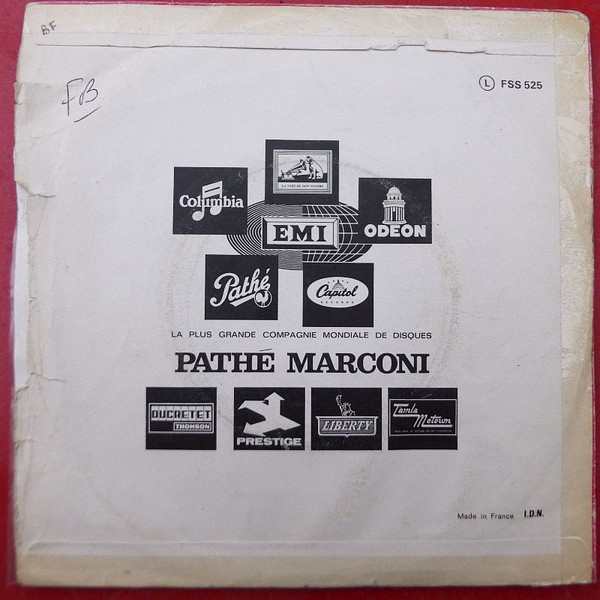 BF
FB
L FSS 525
LA VOIX DE SON MAITRE
Columbia
EMI
ODEON
Pathé
Capitol
RECORDS
LA PLUS GRANDE COMPAGNIE MONDIALE DE DISQUES
PATHÉ MARCONI
DUCRETET
THOMSON
PRESTIGE
LIBERTY
Tamla
Motown
Made in France I.D.N.